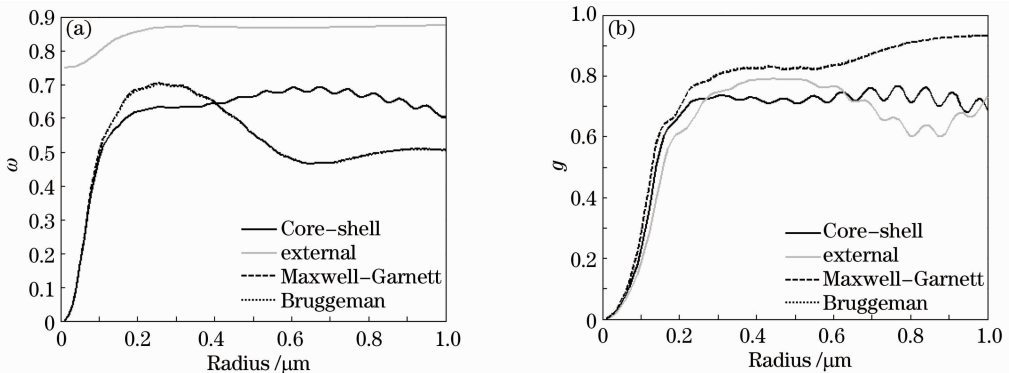 (a)
0.9
0.8
0.7
0.6
0.5
0.4
0.3
0.2
0.1
0
ω
Core-shell
external
Maxwell-Garnett
Bruggeman
0 0.2 0.4 0.6 0.8 1.0
Radius /μm
(b)
1.0
0.8
0.6
0.4
0.2
0
g
Core-shell
external
Maxwell-Garnett
Bruggeman
0 0.2 0.4 0.6 0.8 1.0
Radius /μm